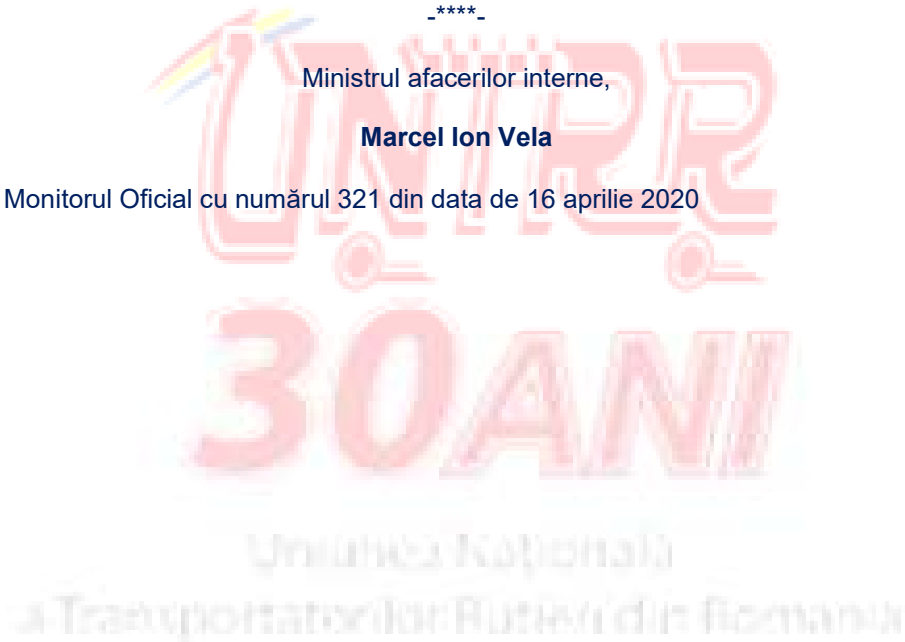 -****-
Ministrul afacerilor interne,
Marcel Ion Vela
Monitorul Oficial cu numărul 321 din data de 16 aprilie 2020
UNTRR
30ANI
Uniunea Națională
a Transportatorilor Rutieri din Romania